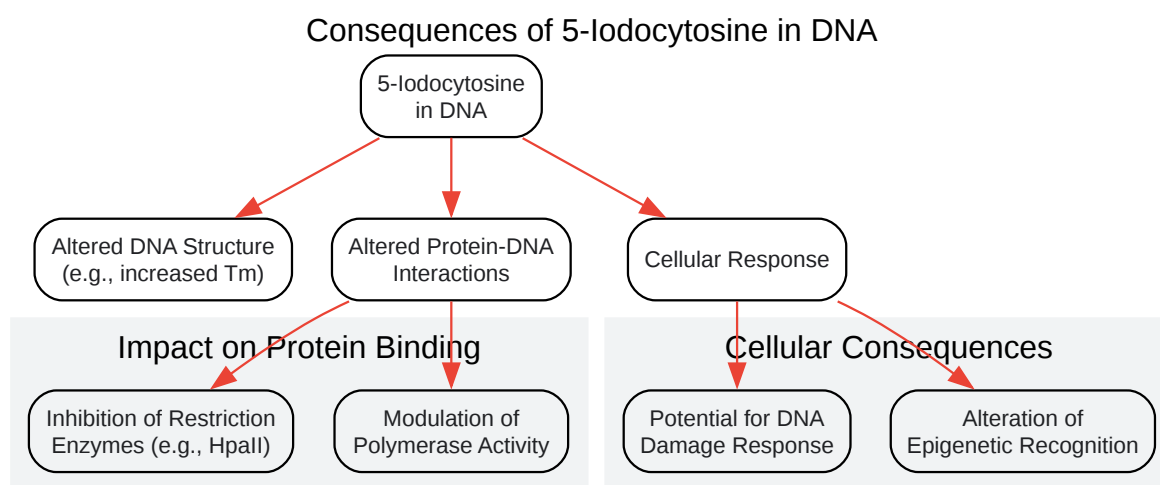 Consequences of 5-Iodocytosine in DNA
5-Iodocytosine
in DNA
Altered DNA Structure
(e.g., increased Tm)
Altered Protein-DNA
Interactions
Cellular Response
Impact on Protein Binding
Cellular Consequences
Inhibition of Restriction
Enzymes (e.g., HpaII)
Modulation of
Polymerase Activity
Potential for DNA
Damage Response
Alteration of
Epigenetic Recognition